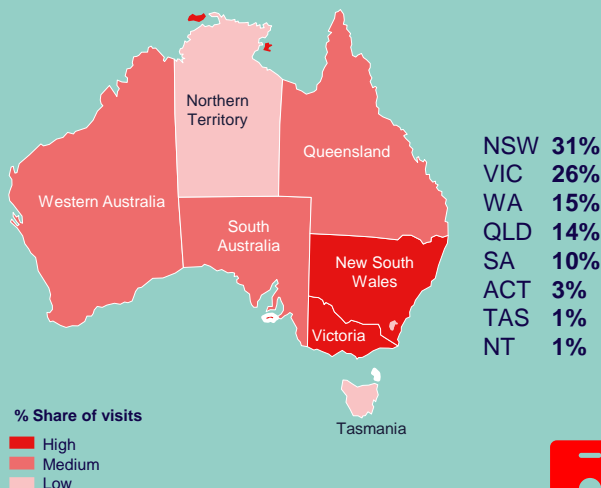 Northern
Territory
Queensland
Western Australia
South
Australia
New South
Wales
Victoria
Tasmania
NSW 31%
VIC 26%
WA 15%
QLD 14%
SA 10%
ACT 3%
TAS 1%
NT 1%
% Share of visits
High
Medium
Low